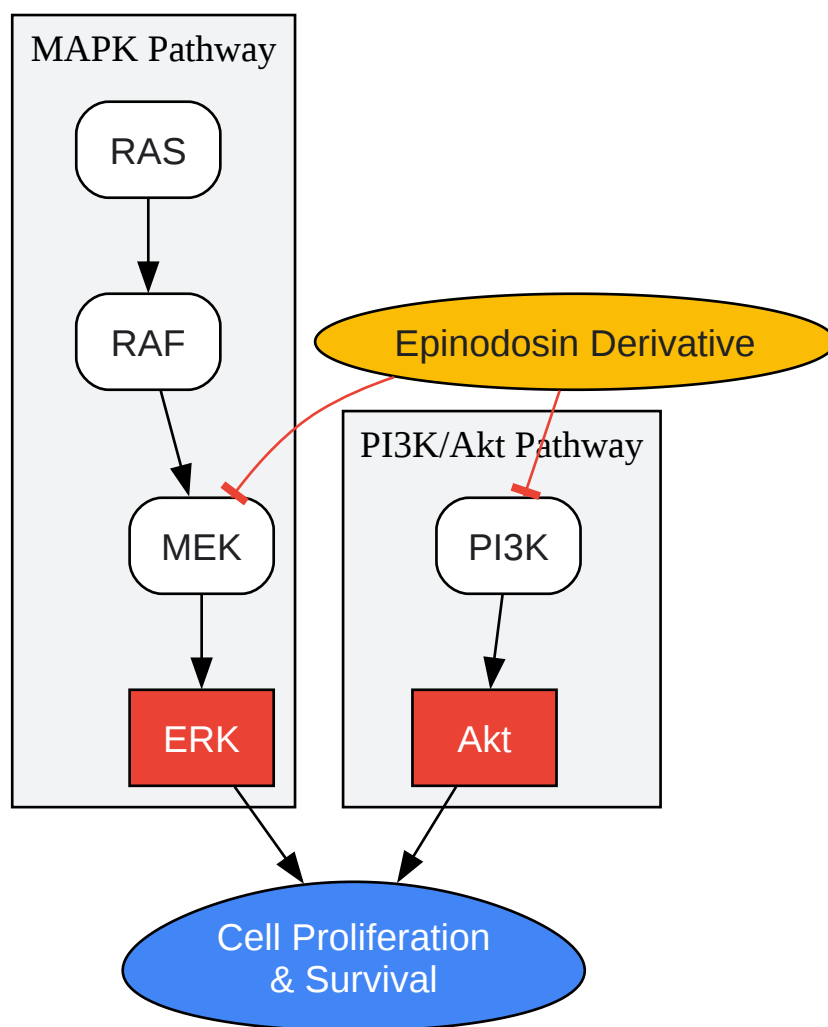 MAPK Pathway
RAS
RAF
Epinodosin Derivative
PI3K/Akt Pathway
MEK
PI3K
ERK
Akt
Cell Proliferation
& Survival